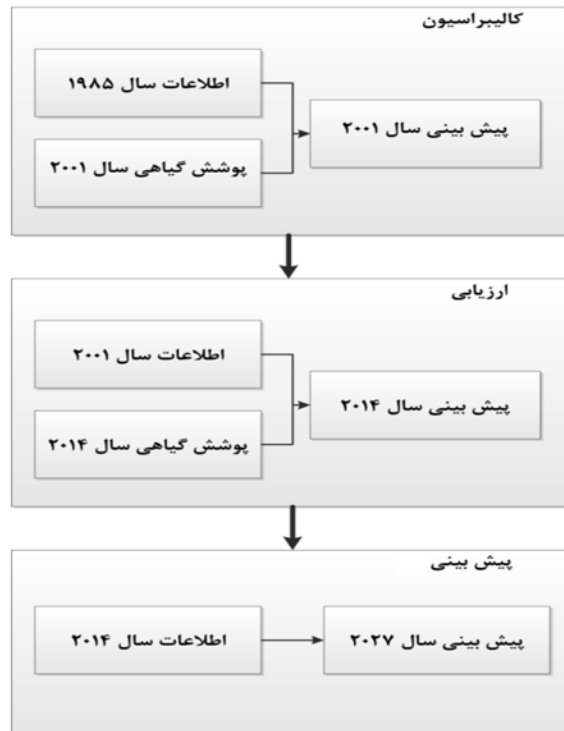 کالیبراسیون
اطلاعات سال ۱۹۸۵
پوشش گیاهی سال ۲۰۰۱
پیش بینی سال ۲۰۰۱
ارزیابی
اطلاعات سال ۲۰۰۱
پوشش گیاهی سال ۲۰۱۴
پیش بینی سال ۲۰۱۴
پیش بینی
اطلاعات سال ۲۰۱۴
پیش بینی سال ۲۰۲۷